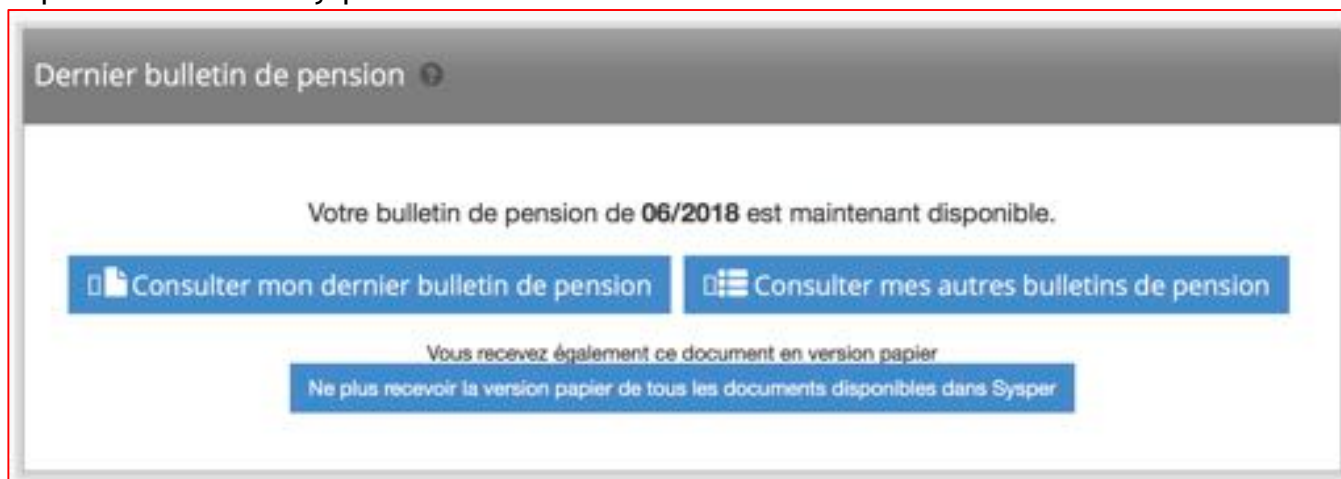 Dernier bulletin de pension
Votre bulletin de pension de 06/2018 est maintenant disponible.
Consulter mon dernier bulletin de pension
Consulter mes autres bulletins de pension
Vous recevez également ce document en version papier
Ne plus recevoir la version papier de tous les documents disponibles dans Sysper